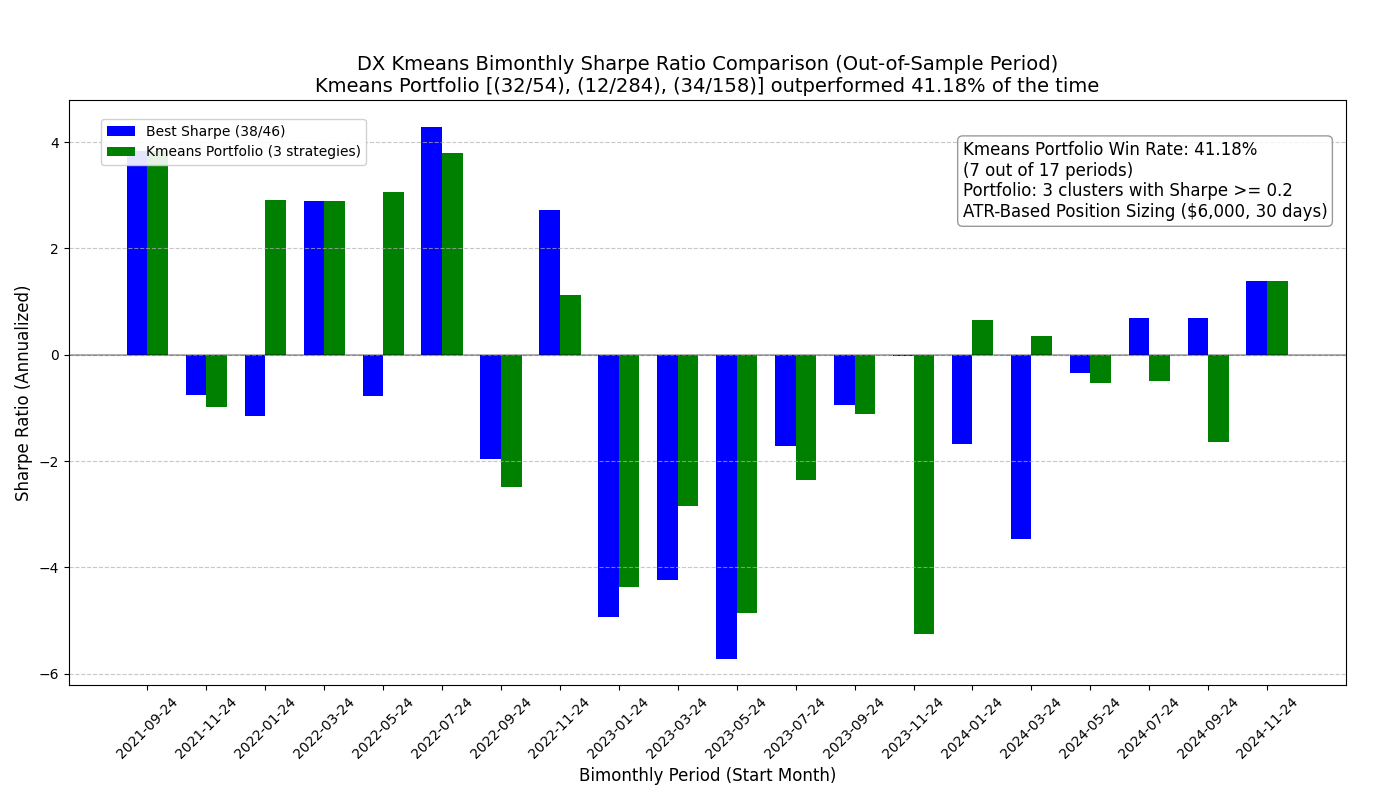 DX Kmeans Bimonthly Sharpe Ratio Comparison (Out-of-Sample Period)
Kmeans Portfolio [(32/54), (12/284), (34/158)] outperformed 41.18% of the time
Best Sharpe (38/46)
Kmeans Portfolio (3 strategies)
Kmeans Portfolio Win Rate: 41.18%
(7 out of 17 periods)
Portfolio: 3 clusters with Sharpe >= 0.2
ATR-Based Position Sizing ($6,000, 30 days)
Sharpe Ratio (Annualized)
4
2
0
−2
−4
−6
2021-09-24
2021-11-24
2022-01-24
2022-03-24
2022-05-24
2022-07-24
2022-09-24
2022-11-24
2023-01-24
2023-03-24
2023-05-24
2023-07-24
2023-09-24
2023-11-24
2024-01-24
2024-03-24
2024-05-24
2024-07-24
2024-09-24
2024-11-24
Bimonthly Period (Start Month)